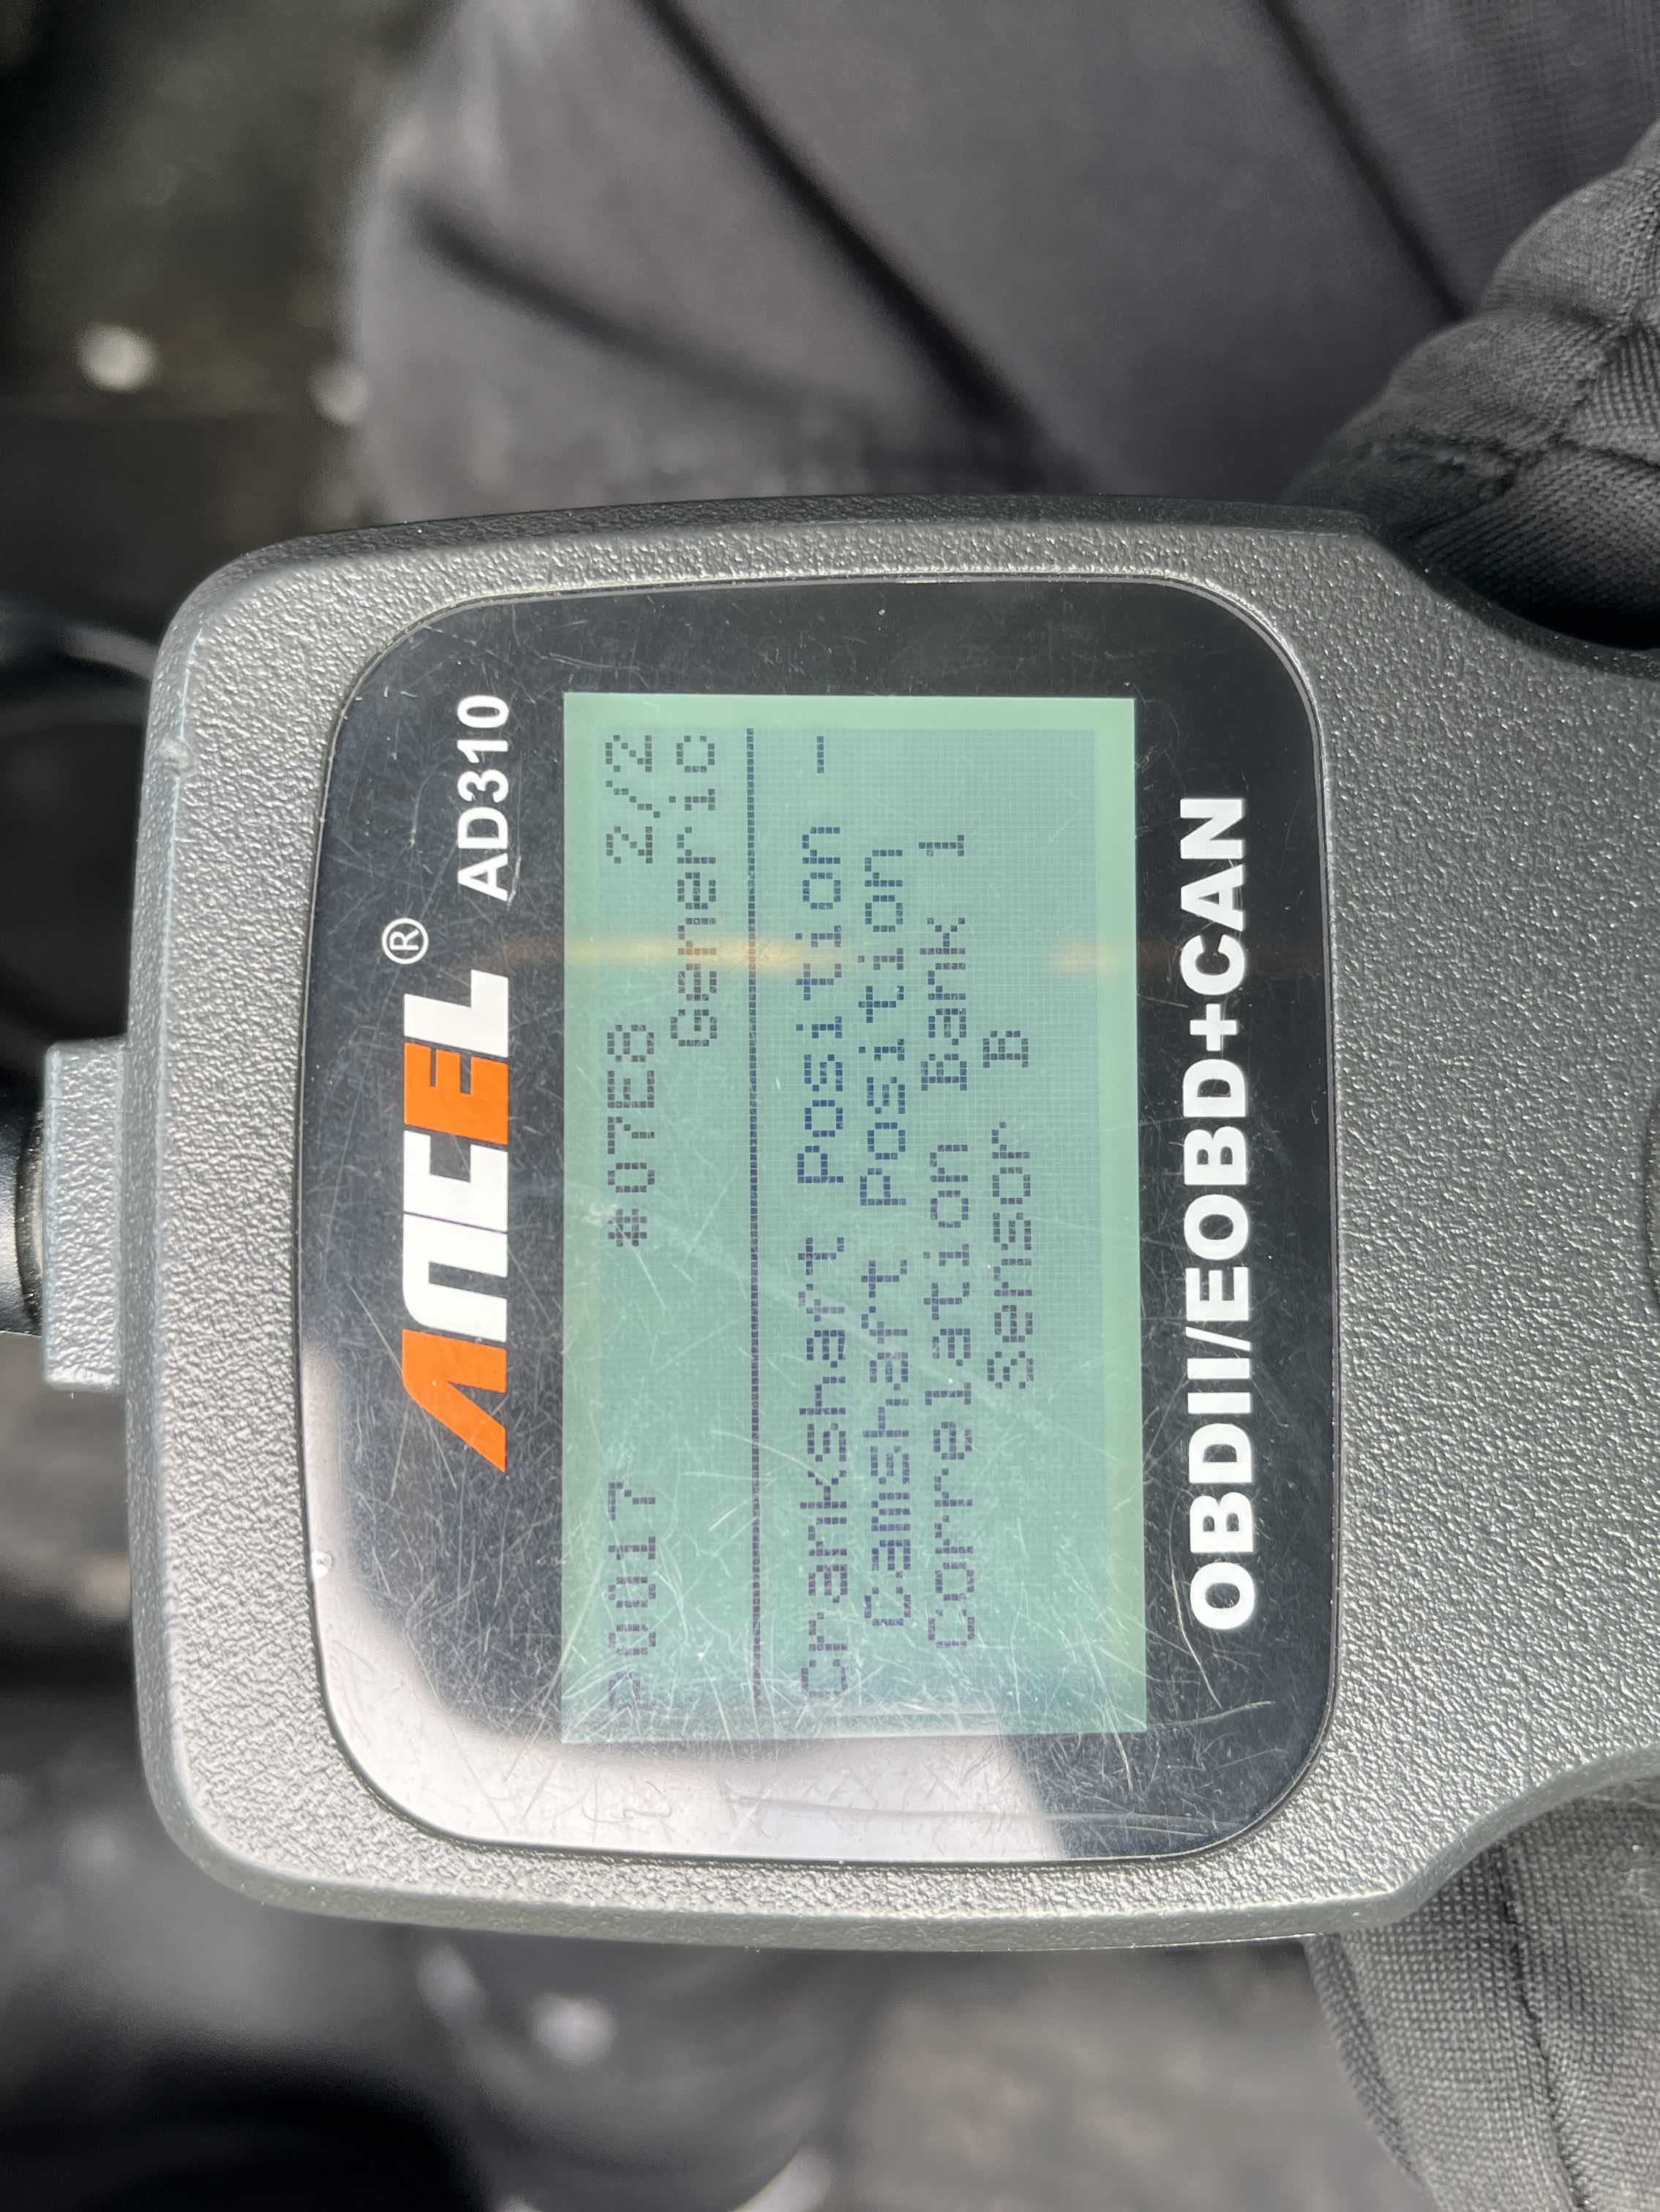 ANCEL® AD310
P0017 #07E8 2/2
Generic
Crankshaft Position -
Camshaft Position
Correlation Bank 1
Sensor B
OBDII/EOBD+CAN